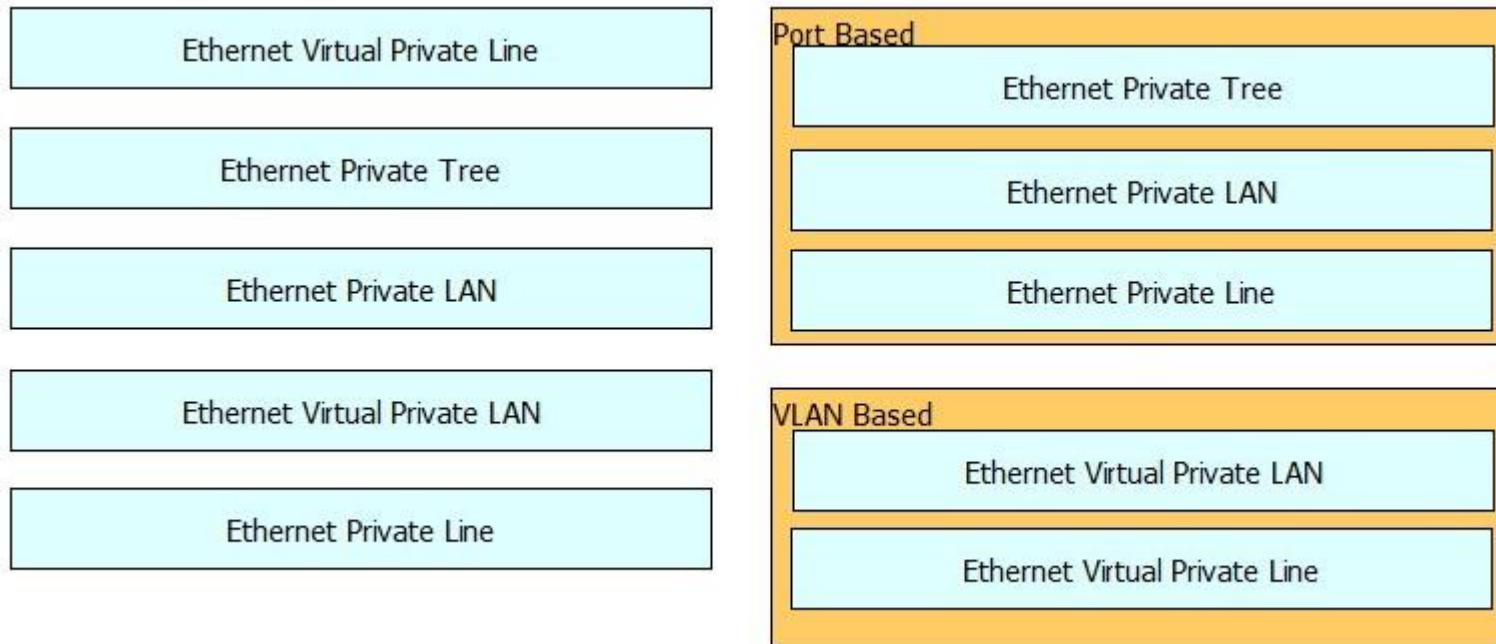 Ethernet Virtual Private Line
Ethernet Private Tree
Ethernet Private LAN
Ethernet Virtual Private LAN
Ethernet Private Line
Port Based
Ethernet Private Tree
Ethernet Private LAN
Ethernet Private Line
VLAN Based
Ethernet Virtual Private LAN
Ethernet Virtual Private Line